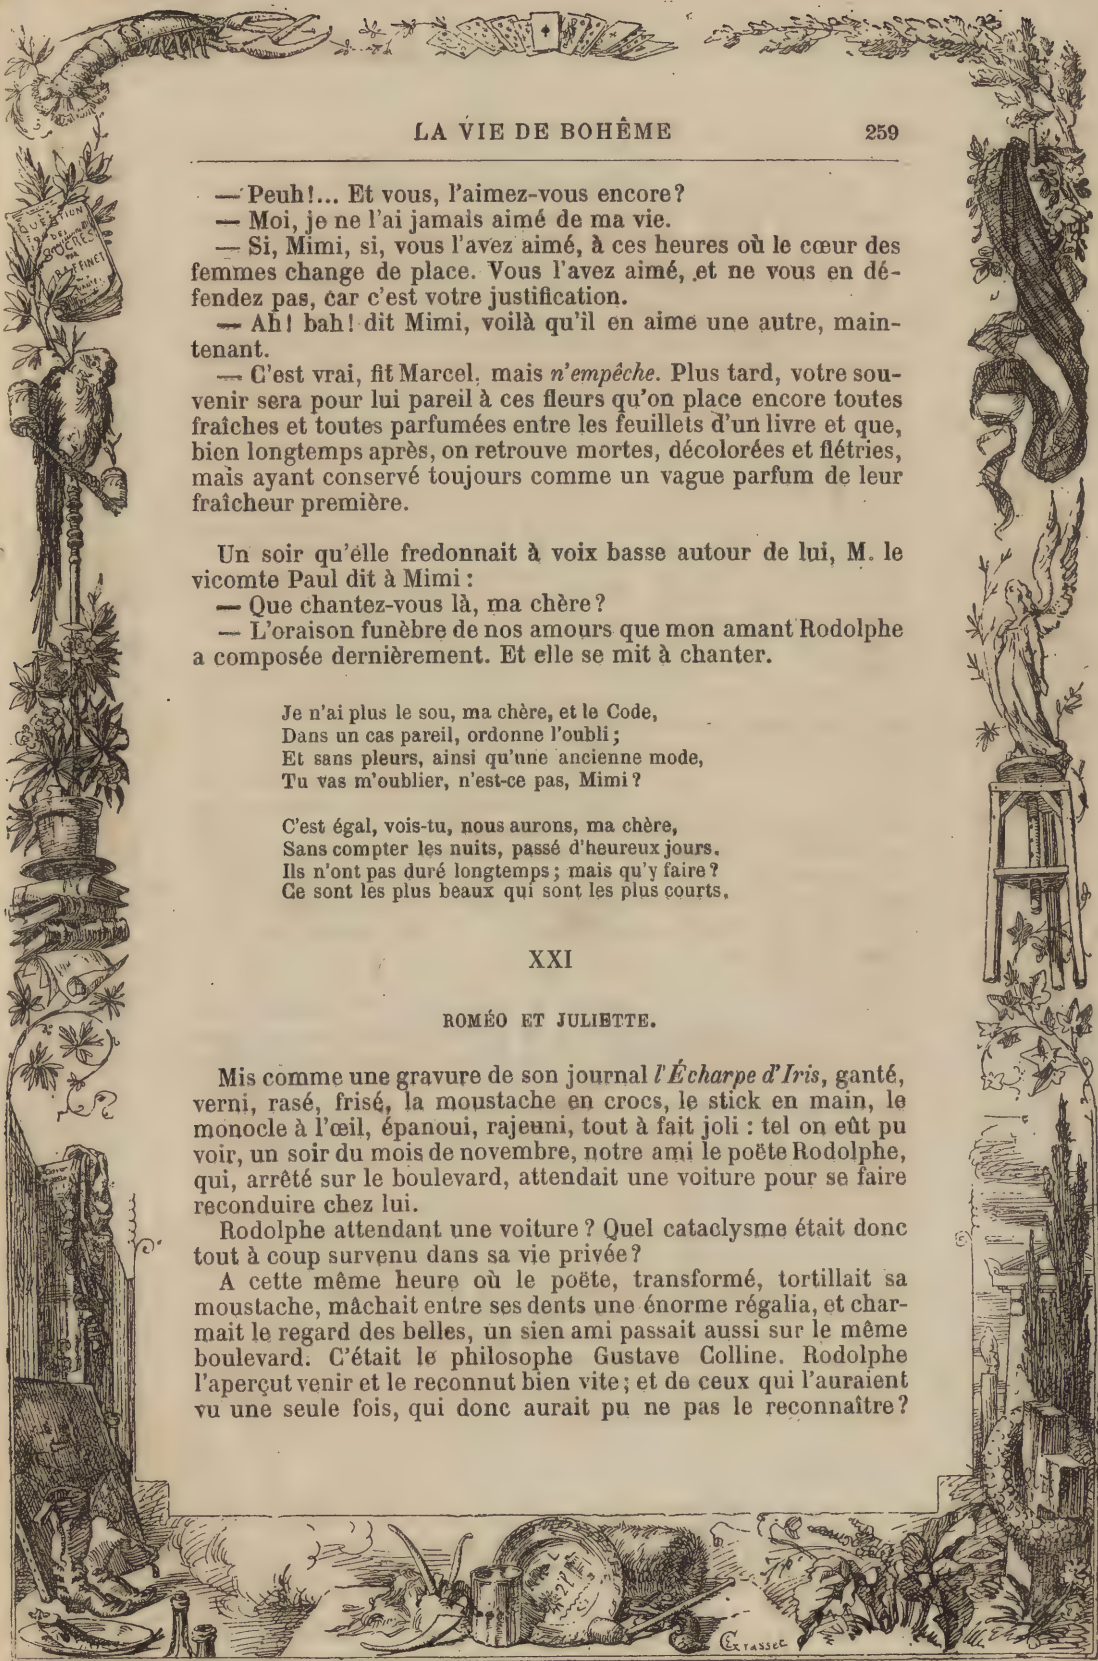 LA VIE DE BOHÊME 259
— Peuh!... Et vous, l'aimez-vous encore?
— Moi, je ne l'ai jamais aimé de ma vie.
— Si, Mimi, si, vous l'avez aimé, à ces heures où le cœur des
femmes change de place. Vous l'avez aimé, et ne vous en dé-
fendez pas, car c'est votre justification.
— Ah! bah! dit Mimi, voilà qu'il en aime une autre, main-
tenant.
— C'est vrai, fit Marcel, mais n'empêche. Plus tard, votre sou-
venir sera pour lui pareil à ces fleurs qu'on place encore toutes
fraîches et toutes parfumées entre les feuillets d'un livre et que,
bien longtemps après, on retrouve mortes, décolorées et flétries,
mais ayant conservé toujours comme un vague parfum de leur
fraîcheur première.
Un soir qu'elle fredonnait à voix basse autour de lui, M. le
vicomte Paul dit à Mimi :
— Que chantez-vous là, ma chère?
— L'oraison funèbre de nos amours que mon amant Rodolphe
a composée dernièrement. Et elle se mit à chanter.
Je n'ai plus le sou, ma chère, et le Code,
Dans un cas pareil, ordonne l'oubli;
Et sans pleurs, ainsi qu'une ancienne mode,
Tu vas m'oublier, n'est-ce pas, Mimi?
C'est égal, vois-tu, nous aurons, ma chère,
Sans compter les nuits, passé d'heureux jours.
Ils n'ont pas duré longtemps; mais qu'y faire?
Ce sont les plus beaux qui sont les plus courts.
XXI
ROMÉO ET JULIETTE.
Mis comme une gravure de son journal l'Écharpe d'Iris, ganté,
verni, rasé, frisé, la moustache en crocs, le stick en main, le
monocle à l'œil, épanoui, rajeuni, tout à fait joli : tel on eût pu
voir, un soir du mois de novembre, notre ami le poëte Rodolphe,
qui, arrêté sur le boulevard, attendait une voiture pour se faire
reconduire chez lui.
Rodolphe attendant une voiture? Quel cataclysme était donc
tout à coup survenu dans sa vie privée?
A cette même heure où le poëte, transformé, tortillait sa
moustache, mâchait entre ses dents une énorme régalia, et char-
mait le regard des belles, un sien ami passait aussi sur le même
boulevard. C'était le philosophe Gustave Colline. Rodolphe
l'aperçut venir et le reconnut bien vite; et de ceux qui l'auraient
vu une seule fois, qui donc aurait pu ne pas le reconnaître?
QUESTION
DES
SUCRES
PAR
RAFFINET
Grasset